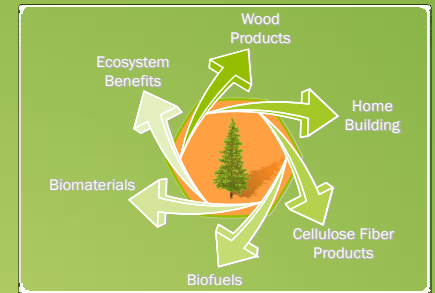 Wood
Products
Ecosystem
Benefits
Home
Building
Biomaterials
Cellulose Fiber
Products
Biofuels